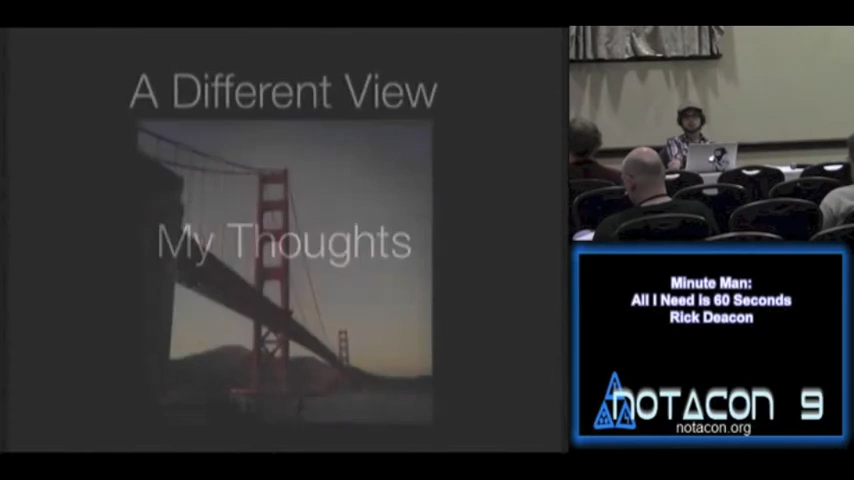 A Different View
My Thoughts
Minute Man:
All I Need is 60 Seconds
Rick Deacon
NOTACON 9
notacon.org